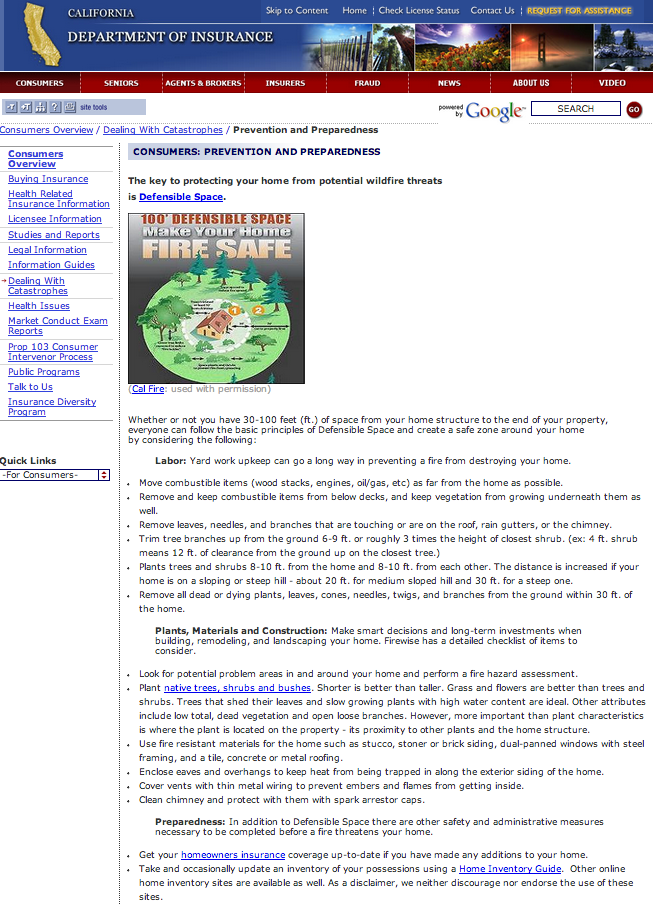 CALIFORNIA
DEPARTMENT OF INSURANCE
Skip to Content Home Check License Status Contact Us REQUEST FOR ASSISTANCE
CONSUMERS SENIORS AGENTS & BROKERS INSURERS FRAUD NEWS ABOUT US VIDEO
site tools
powered by Google™ SEARCH GO
Consumers Overview / Dealing With Catastrophes / Prevention and Preparedness
Consumers
Overview
Buying Insurance
Health Related
Insurance Information
Licensee Information
Studies and Reports
Legal Information
Information Guides
Dealing With
Catastrophes
Health Issues
Market Conduct Exam
Reports
Prop 103 Consumer
Intervenor Process
Public Programs
Talk to Us
Insurance Diversity
Program
Quick Links
-For Consumers-
CONSUMERS: PREVENTION AND PREPAREDNESS
The key to protecting your home from potential wildfire threats
is Defensible Space.
100' DEFENSIBLE SPACE
Make Your Home
FIRE SAFE
1 2
(Cal Fire: used with permission)
Whether or not you have 30-100 feet (ft.) of space from your home structure to the end of your property,
everyone can follow the basic principles of Defensible Space and create a safe zone around your home
by considering the following:
Labor: Yard work upkeep can go a long way in preventing a fire from destroying your home.
Move combustible items (wood stacks, engines, oil/gas, etc) as far from the home as possible.
Remove and keep combustible items from below decks, and keep vegetation from growing underneath them as
well.
Remove leaves, needles, and branches that are touching or are on the roof, rain gutters, or the chimney.
Trim tree branches up from the ground 6-9 ft. or roughly 3 times the height of closest shrub. (ex: 4 ft. shrub
means 12 ft. of clearance from the ground up on the closest tree.)
Plants trees and shrubs 8-10 ft. from the home and 8-10 ft. from each other. The distance is increased if your
home is on a sloping or steep hill - about 20 ft. for medium sloped hill and 30 ft. for a steep one.
Remove all dead or dying plants, leaves, cones, needles, twigs, and branches from the ground within 30 ft. of
the home.
Plants, Materials and Construction: Make smart decisions and long-term investments when
building, remodeling, and landscaping your home. Firewise has a detailed checklist of items to
consider.
Look for potential problem areas in and around your home and perform a fire hazard assessment.
Plant native trees, shrubs and bushes. Shorter is better than taller. Grass and flowers are better than trees and
shrubs. Trees that shed their leaves and slow growing plants with high water content are ideal. Other attributes
include low total, dead vegetation and open loose branches. However, more important than plant characteristics
is where the plant is located on the property - its proximity to other plants and the home structure.
Use fire resistant materials for the home such as stucco, stoner or brick siding, dual-panned windows with steel
framing, and a tile, concrete or metal roofing.
Enclose eaves and overhangs to keep heat from being trapped in along the exterior siding of the home.
Cover vents with thin metal wiring to prevent embers and flames from getting inside.
Clean chimney and protect with them with spark arrestor caps.
Preparedness: In addition to Defensible Space there are other safety and administrative measures
necessary to be completed before a fire threatens your home.
Get your homeowners insurance coverage up-to-date if you have made any additions to your home.
Take and occasionally update an inventory of your possessions using a Home Inventory Guide. Other online
home inventory sites are available as well. As a disclaimer, we neither discourage nor endorse the use of these
sites.